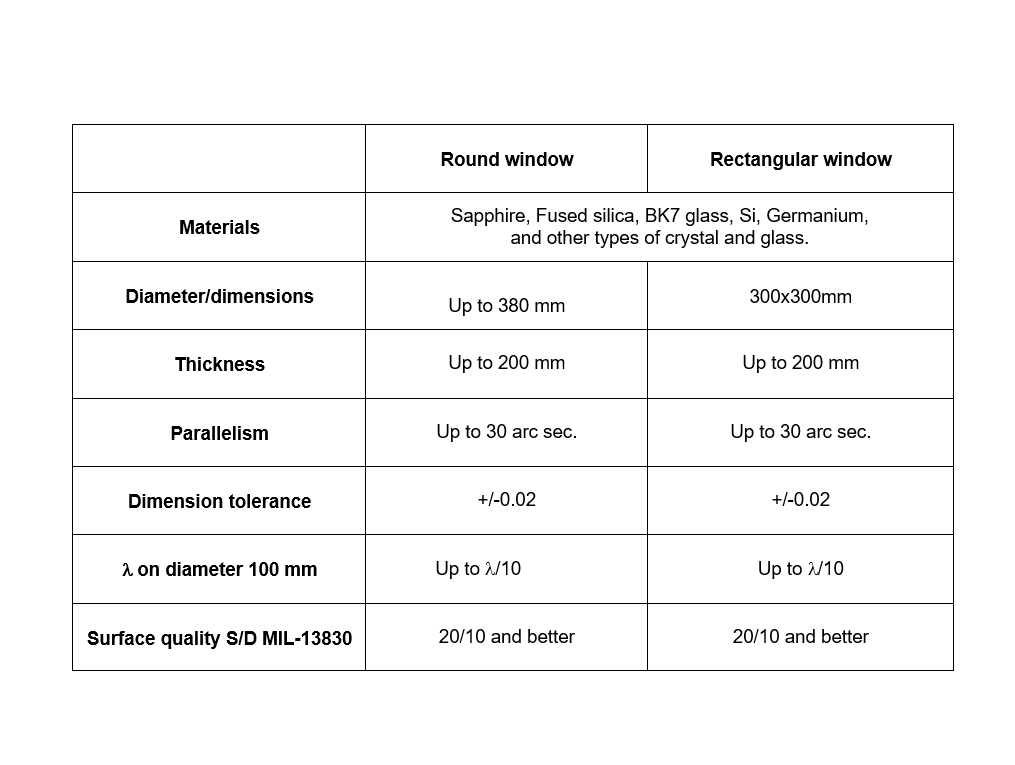 Round window
Rectangular window
Materials
Sapphire, Fused silica, BK7 glass, Si, Germanium,
and other types of crystal and glass.
Diameter/dimensions
Up to 380 mm
300x300mm
Thickness
Up to 200 mm
Up to 200 mm
Parallelism
Up to 30 arc sec.
Up to 30 arc sec.
Dimension tolerance
+/-0.02
+/-0.02
λ on diameter 100 mm
Up to λ/10
Up to λ/10
Surface quality S/D MIL-13830
20/10 and better
20/10 and better